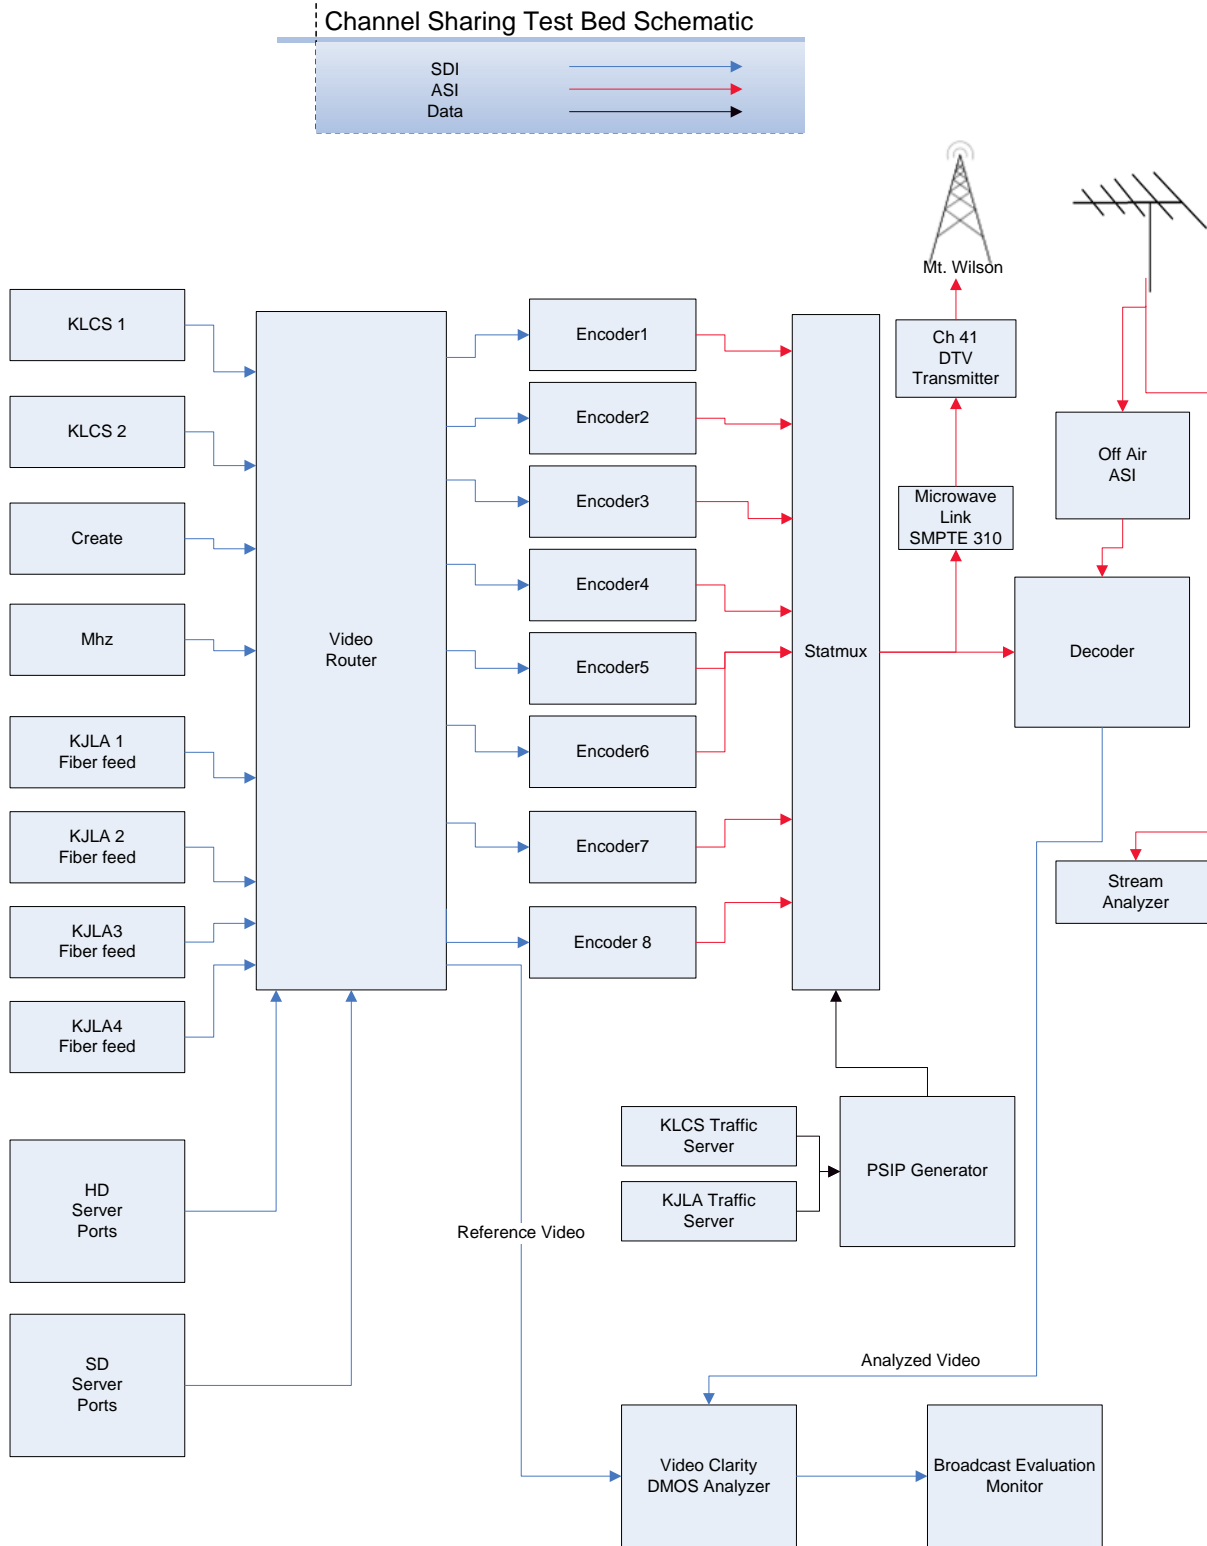 Channel Sharing Test Bed Schematic
SDI
ASI
Data
Mt. Wilson
KLCS 1
KLCS 2
Create
Mhz
KJLA 1
Fiber feed
KJLA 2
Fiber feed
KJLA3
Fiber feed
KJLA4
Fiber feed
HD
Server
Ports
SD
Server
Ports
Video
Router
Encoder1
Encoder2
Encoder3
Encoder4
Encoder5
Encoder6
Encoder7
Encoder 8
Statmux
Ch 41
DTV
Transmitter
Microwave
Link
SMPTE 310
Off Air
ASI
Decoder
Stream
Analyzer
KLCS Traffic
Server
KJLA Traffic
Server
PSIP Generator
Reference Video
Analyzed Video
Video Clarity
DMOS Analyzer
Broadcast Evaluation
Monitor